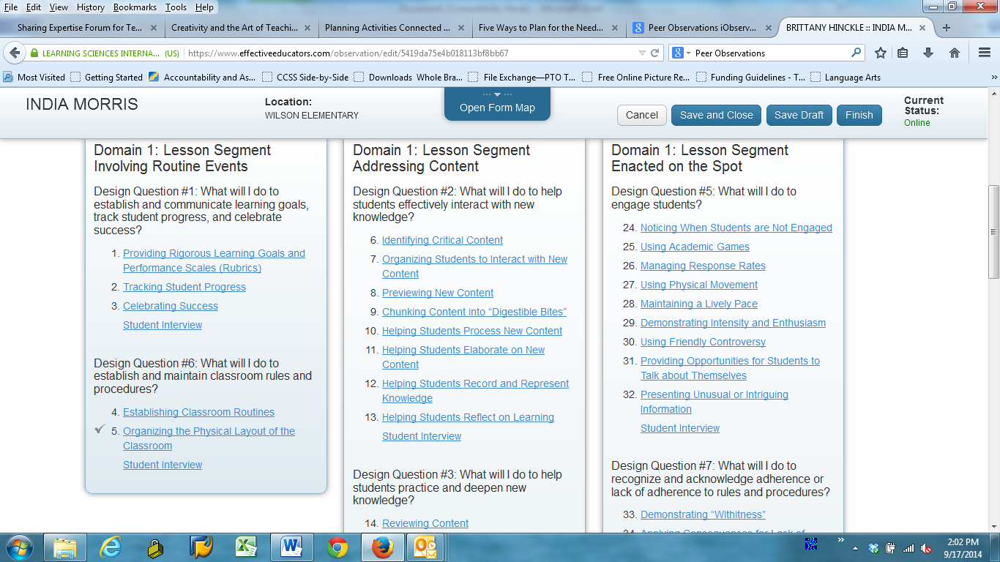 File Edit View History Bookmarks Tools Help
Sharing Expertise Forum for Te...
Creativity and the Art of Teachi...
Planning Activities Connected ...
Five Ways to Plan for the Need...
Peer Observations iObserv...
BRITTANY HINCKLE :: INDIA M...
LEARNING SCIENCES INTERNA... (US)
https://www.effectiveeducators.com/observation/edit/5419da75e4b018113bf8bb67
Peer Observations
Most Visited Getting Started Accountability and As... CCSS Side-by-Side Downloads Whole Bra... File Exchange—PTO T... Free Online Picture Re... Funding Guidelines - T... Language Arts
INDIA MORRIS
Location:
WILSON ELEMENTARY
Open Form Map
Cancel
Save and Close
Save Draft
Finish
Current
Status:
Online
Domain 1: Lesson Segment
Involving Routine Events
Design Question #1: What will I do to
establish and communicate learning goals,
track student progress, and celebrate
success?
1. Providing Rigorous Learning Goals and
Performance Scales (Rubrics)
2. Tracking Student Progress
3. Celebrating Success
Student Interview
Design Question #6: What will I do to
establish and maintain classroom rules and
procedures?
4. Establishing Classroom Routines
5. Organizing the Physical Layout of the
Classroom
Student Interview
Domain 1: Lesson Segment
Addressing Content
Design Question #2: What will I do to help
students effectively interact with new
knowledge?
6. Identifying Critical Content
7. Organizing Students to Interact with New
Content
8. Previewing New Content
9. Chunking Content into “Digestible Bites”
10. Helping Students Process New Content
11. Helping Students Elaborate on New
Content
12. Helping Students Record and Represent
Knowledge
13. Helping Students Reflect on Learning
Student Interview
Design Question #3: What will I do to help
students practice and deepen new
knowledge?
14. Reviewing Content
Domain 1: Lesson Segment
Enacted on the Spot
Design Question #5: What will I do to
engage students?
24. Noticing When Students are Not Engaged
25. Using Academic Games
26. Managing Response Rates
27. Using Physical Movement
28. Maintaining a Lively Pace
29. Demonstrating Intensity and Enthusiasm
30. Using Friendly Controversy
31. Providing Opportunities for Students to
Talk about Themselves
32. Presenting Unusual or Intriguing
Information
Student Interview
Design Question #7: What will I do to
recognize and acknowledge adherence or
lack of adherence to rules and procedures?
33. Demonstrating “Withitness”
34. Applying Consequences for Lack of
2:02 PM
9/17/2014